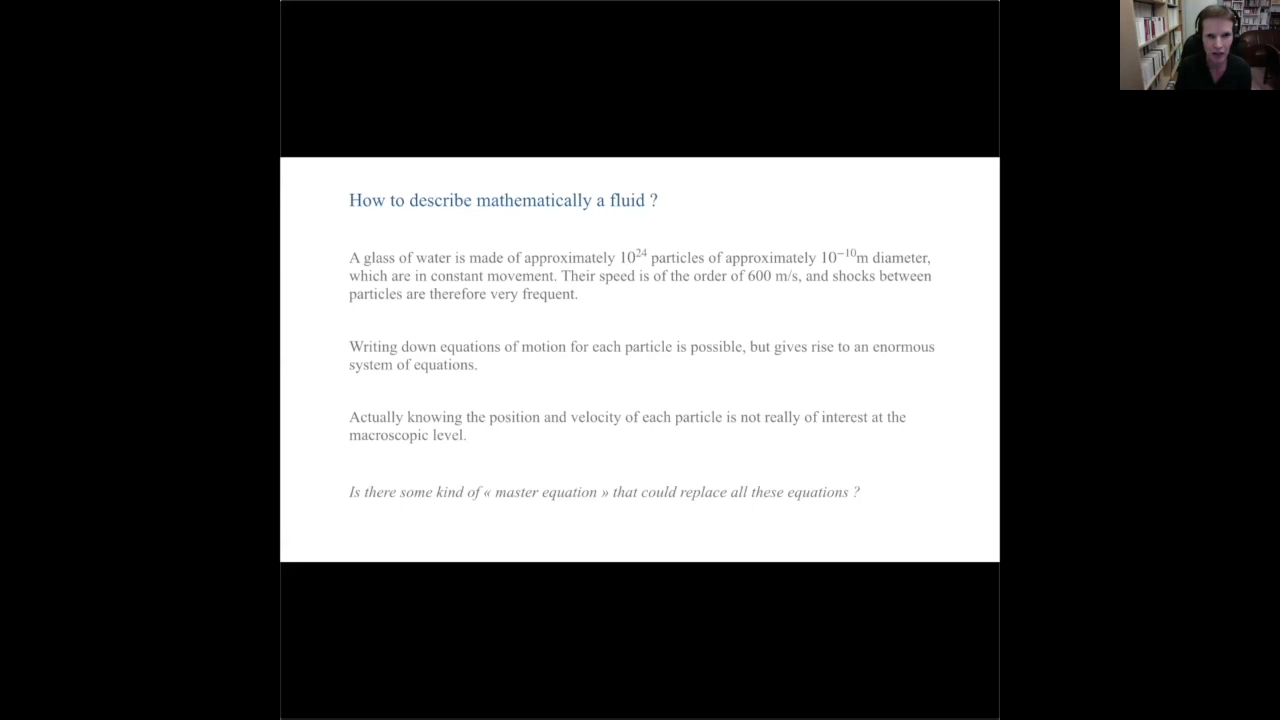 How to describe mathematically a fluid ?
A glass of water is made of approximately 10²⁴ particles of approximately 10⁻¹⁰m diameter,
which are in constant movement. Their speed is of the order of 600 m/s, and shocks between
particles are therefore very frequent.
Writing down equations of motion for each particle is possible, but gives rise to an enormous
system of equations.
Actually knowing the position and velocity of each particle is not really of interest at the
macroscopic level.
Is there some kind of « master equation » that could replace all these equations ?